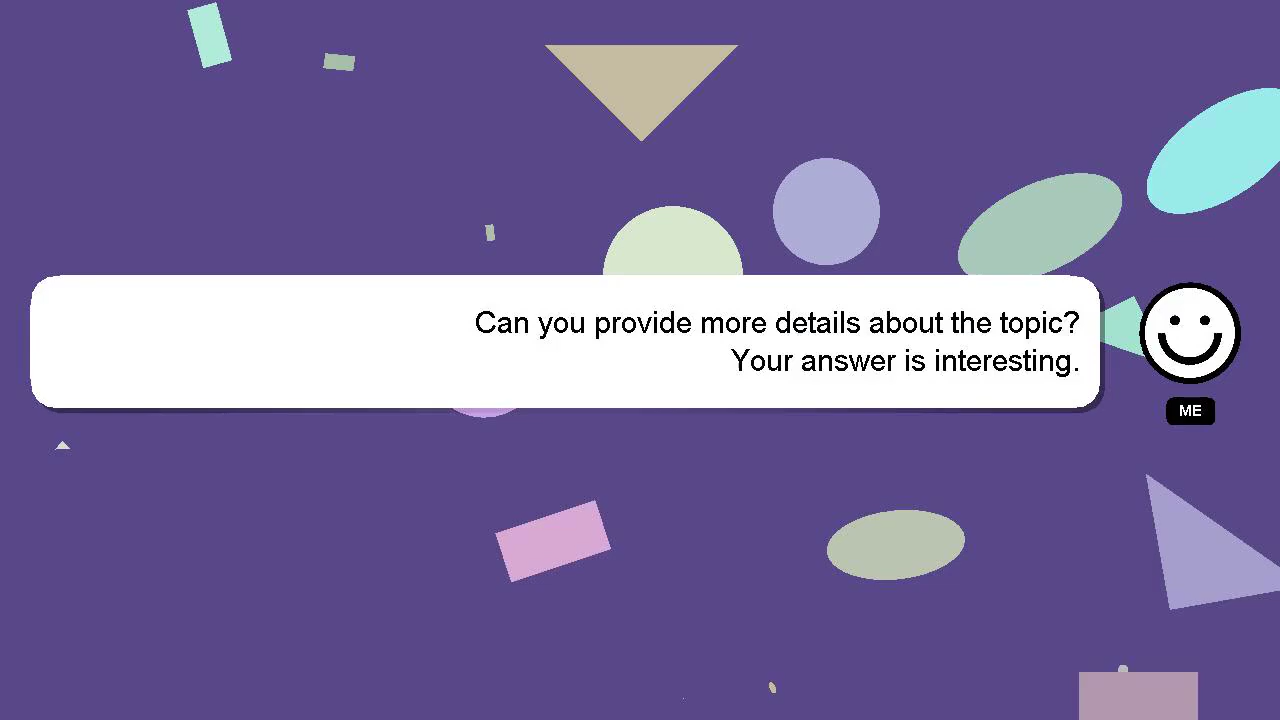 Can you provide more details about the topic?
Your answer is interesting.
ME